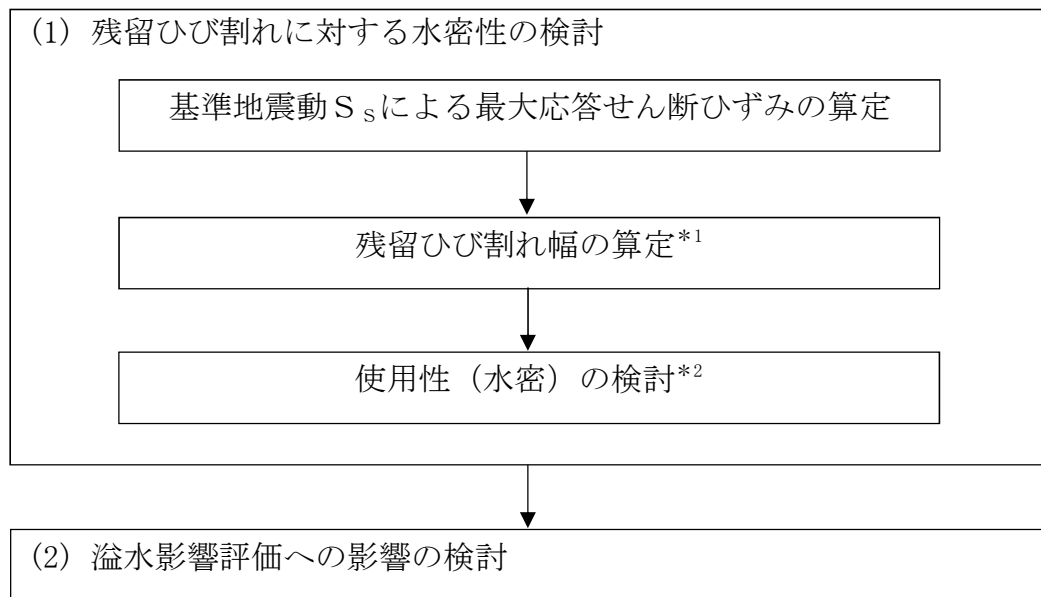 (1) 残留ひび割れに対する水密性の検討
基準地震動Ｓsによる最大応答せん断ひずみの算定
残留ひび割れ幅の算定*1
使用性（水密）の検討*2
(2) 溢水影響評価への影響の検討